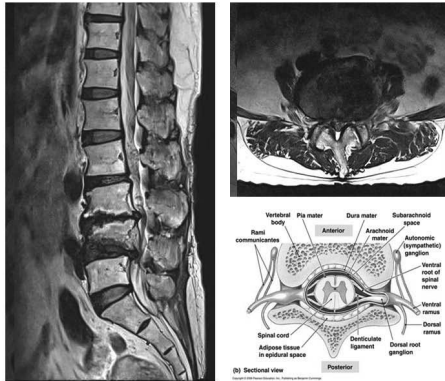 Vertebral
body
Pia mater
Dura mater
Subarachnoid
space
Rami
communicantes
Anterior
Arachnoid
mater
Autonomic
(sympathetic)
ganglion
Ventral
root of
spinal
nerve
Ventral
ramus
Dorsal
ramus
Spinal cord
Adipose tissue
in epidural space
Denticulate
ligament
Dorsal root
ganglion
Posterior
(b) Sectional view